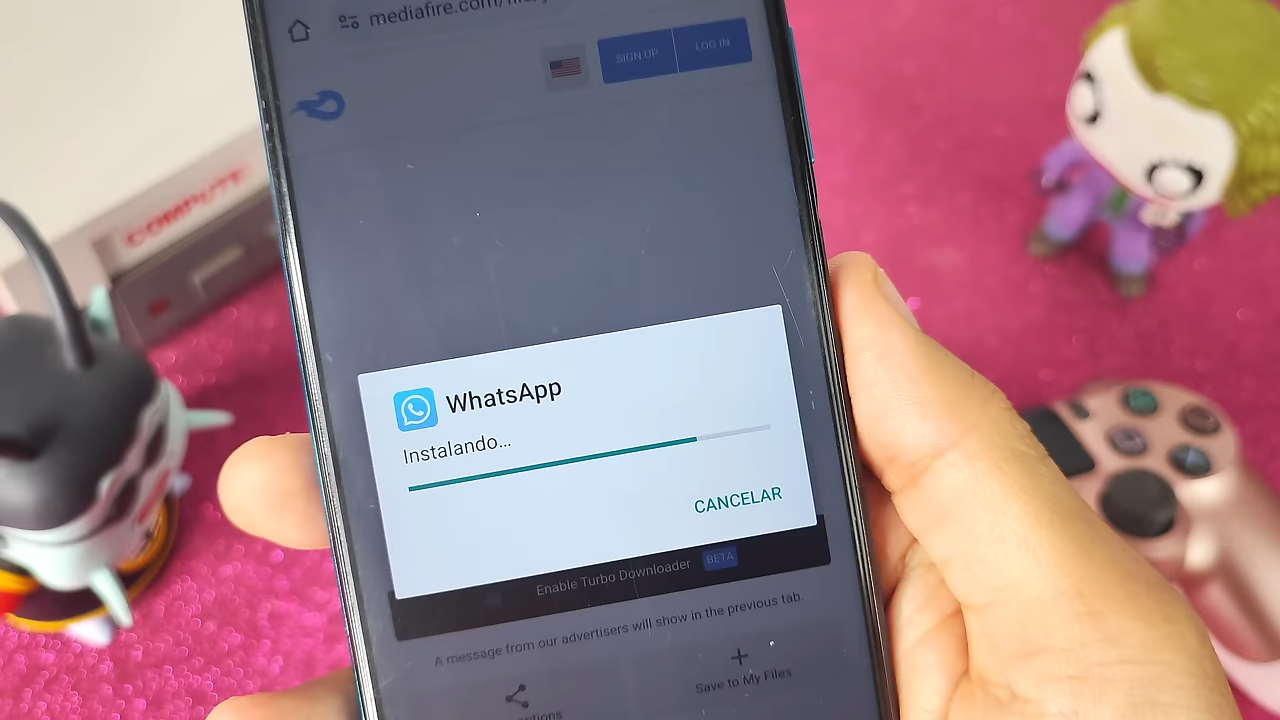 COMPUTE
mediafire.com/file/
SIGN UP
LOG IN
WhatsApp
Instalando...
CANCELAR
Enable Turbo Downloader
BETA
A message from our advertisers will show in the previous tab.
Save to My Files